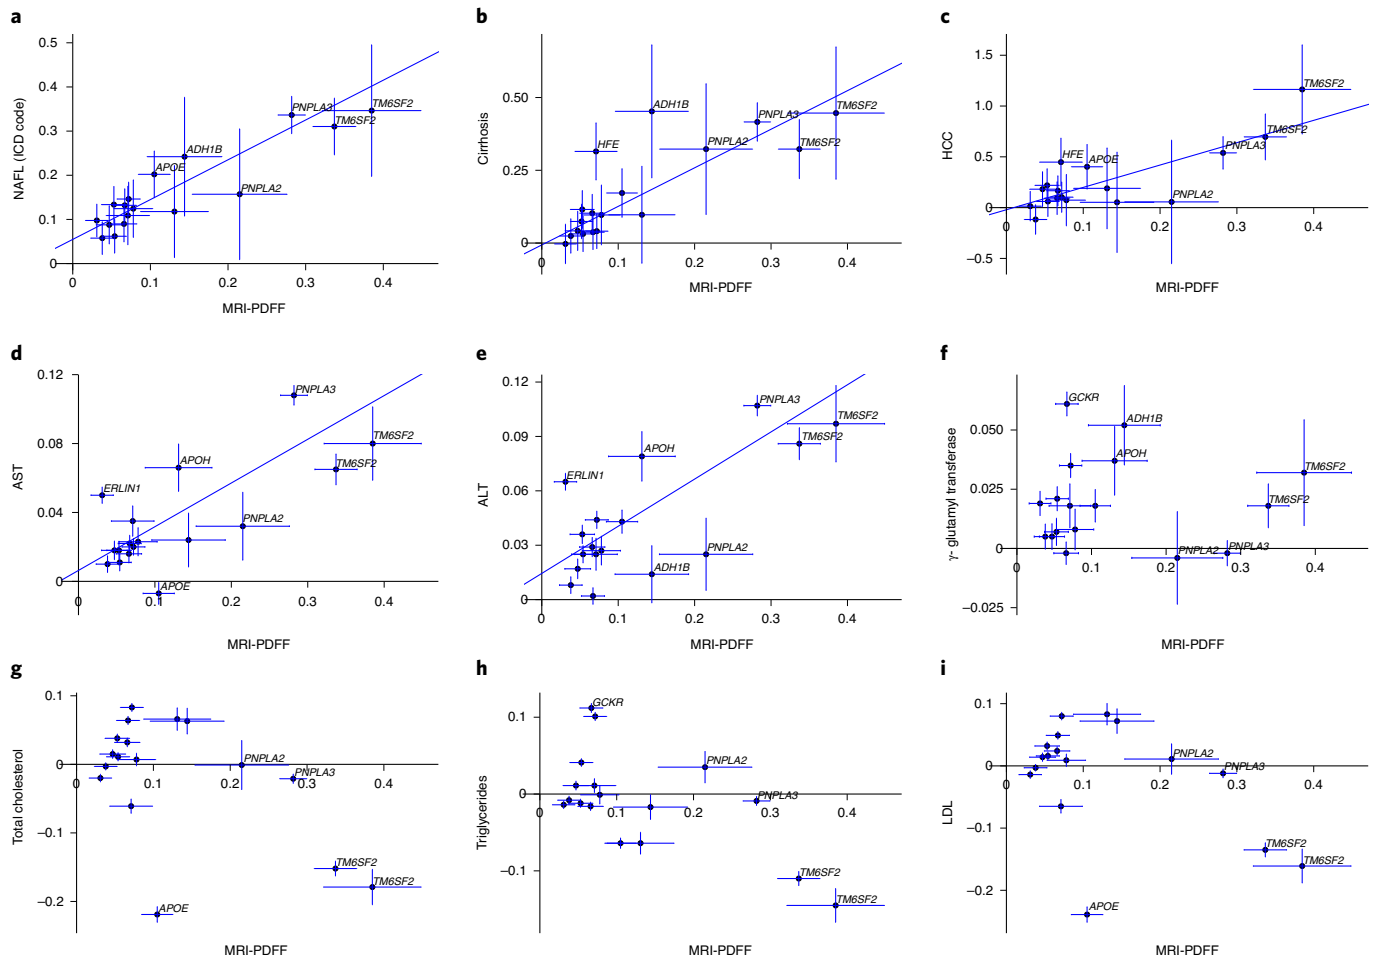 a
NAFL (ICD code)
0.5
0.4
0.3
0.2
0.1
0
0
0.1
0.2
0.3
0.4
MRI-PDFF
PNPLA3
TM6SF2
TM6SF2
ADH1B
APOE
PNPLA2
b
Cirrhosis
0.50
0.25
0
0
0.1
0.2
0.3
0.4
MRI-PDFF
ADH1B
TM6SF2
PNPLA3
HFE
PNPLA2
TM6SF2
c
HCC
1.5
1.0
0.5
0
−0.5
0
0.1
0.2
0.3
0.4
MRI-PDFF
TM6SF2
TM6SF2
PNPLA3
HFE
APOE
PNPLA2
d
AST
0.12
0.08
0.04
0
0
0.1
0.2
0.3
0.4
MRI-PDFF
PNPLA3
TM6SF2
TM6SF2
APOH
ERLIN1
PNPLA2
APOE
e
ALT
0.12
0.09
0.06
0.03
0
0
0.1
0.2
0.3
0.4
MRI-PDFF
PNPLA3
TM6SF2
TM6SF2
APOH
ERLIN1
PNPLA2
ADH1B
f
γ- glutamyl transferase
0.050
0.025
0
−0.025
0
0.1
0.2
0.3
0.4
MRI-PDFF
GCKR
ADH1B
APOH
TM6SF2
TM6SF2
PNPLA2
PNPLA3
g
Total cholesterol
0.1
0
−0.1
−0.2
0
0.1
0.2
0.3
0.4
MRI-PDFF
PNPLA2
PNPLA3
TM6SF2
TM6SF2
APOE
h
Triglycerides
0.1
0
−0.1
0
0.1
0.2
0.3
0.4
MRI-PDFF
GCKR
PNPLA2
PNPLA3
TM6SF2
TM6SF2
i
LDL
0.1
0
−0.1
−0.2
0
0.1
0.2
0.3
0.4
MRI-PDFF
PNPLA2
PNPLA3
TM6SF2
TM6SF2
APOE